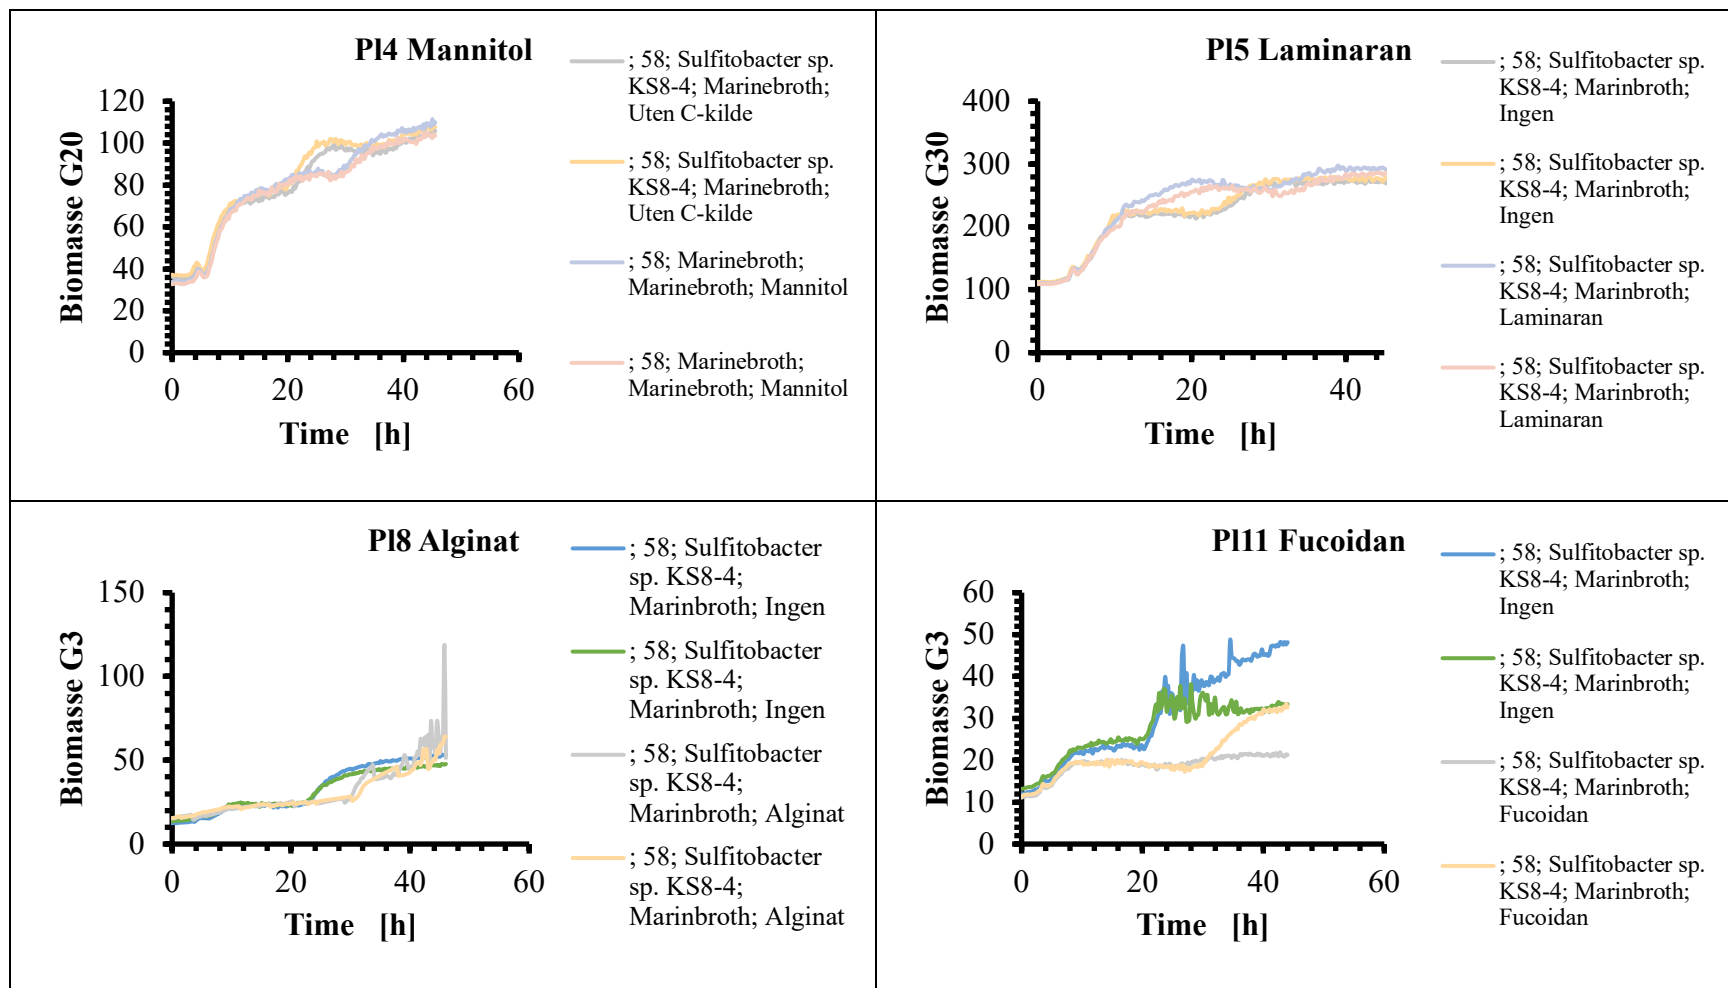 Pl4 Mannitol
Biomasse G20
120
100
80
60
40
20
0
0 20 40 60
Time [h]
; 58; Sulfitobacter sp.
KS8-4; Marinebroth;
Uten C-kilde
; 58; Sulfitobacter sp.
KS8-4; Marinebroth;
Uten C-kilde
; 58; Marinebroth;
Marinebroth; Mannitol
; 58; Marinebroth;
Marinebroth; Mannitol
Pl5 Laminaran
Biomasse G30
400
300
200
100
0
0 20 40
Time [h]
; 58; Sulfitobacter sp.
KS8-4; Marinbroth;
Ingen
; 58; Sulfitobacter sp.
KS8-4; Marinbroth;
Ingen
; 58; Sulfitobacter sp.
KS8-4; Marinbroth;
Laminaran
; 58; Sulfitobacter sp.
KS8-4; Marinbroth;
Laminaran
Pl8 Alginat
Biomasse G3
150
100
50
0
0 20 40 60
Time [h]
; 58; Sulfitobacter
sp. KS8-4;
Marinbroth; Ingen
; 58; Sulfitobacter
sp. KS8-4;
Marinbroth; Ingen
; 58; Sulfitobacter
sp. KS8-4;
Marinbroth; Alginat
; 58; Sulfitobacter
sp. KS8-4;
Marinbroth; Alginat
Pl11 Fucoidan
Biomasse G3
60
50
40
30
20
10
0
0 20 40 60
Time [h]
; 58; Sulfitobacter sp.
KS8-4; Marinbroth;
Ingen
; 58; Sulfitobacter sp.
KS8-4; Marinbroth;
Ingen
; 58; Sulfitobacter sp.
KS8-4; Marinbroth;
Fucoidan
; 58; Sulfitobacter sp.
KS8-4; Marinbroth;
Fucoidan